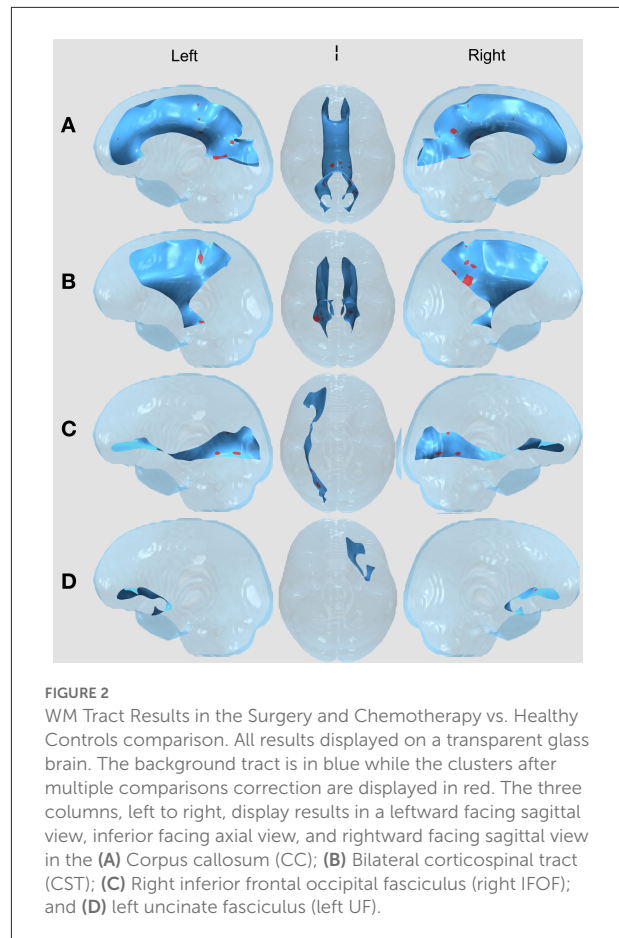 Left
Right
A
B
C
D
FIGURE 2
WM Tract Results in the Surgery and Chemotherapy vs. Healthy
Controls comparison. All results displayed on a transparent glass
brain. The background tract is in blue while the clusters after
multiple comparisons correction are displayed in red. The three
columns, left to right, display results in a leftward facing sagittal
view, inferior facing axial view, and rightward facing sagittal view
in the (A) Corpus callosum (CC); (B) Bilateral corticospinal tract
(CST); (C) Right inferior frontal occipital fasciculus (right IFOF);
and (D) left uncinate fasciculus (left UF).